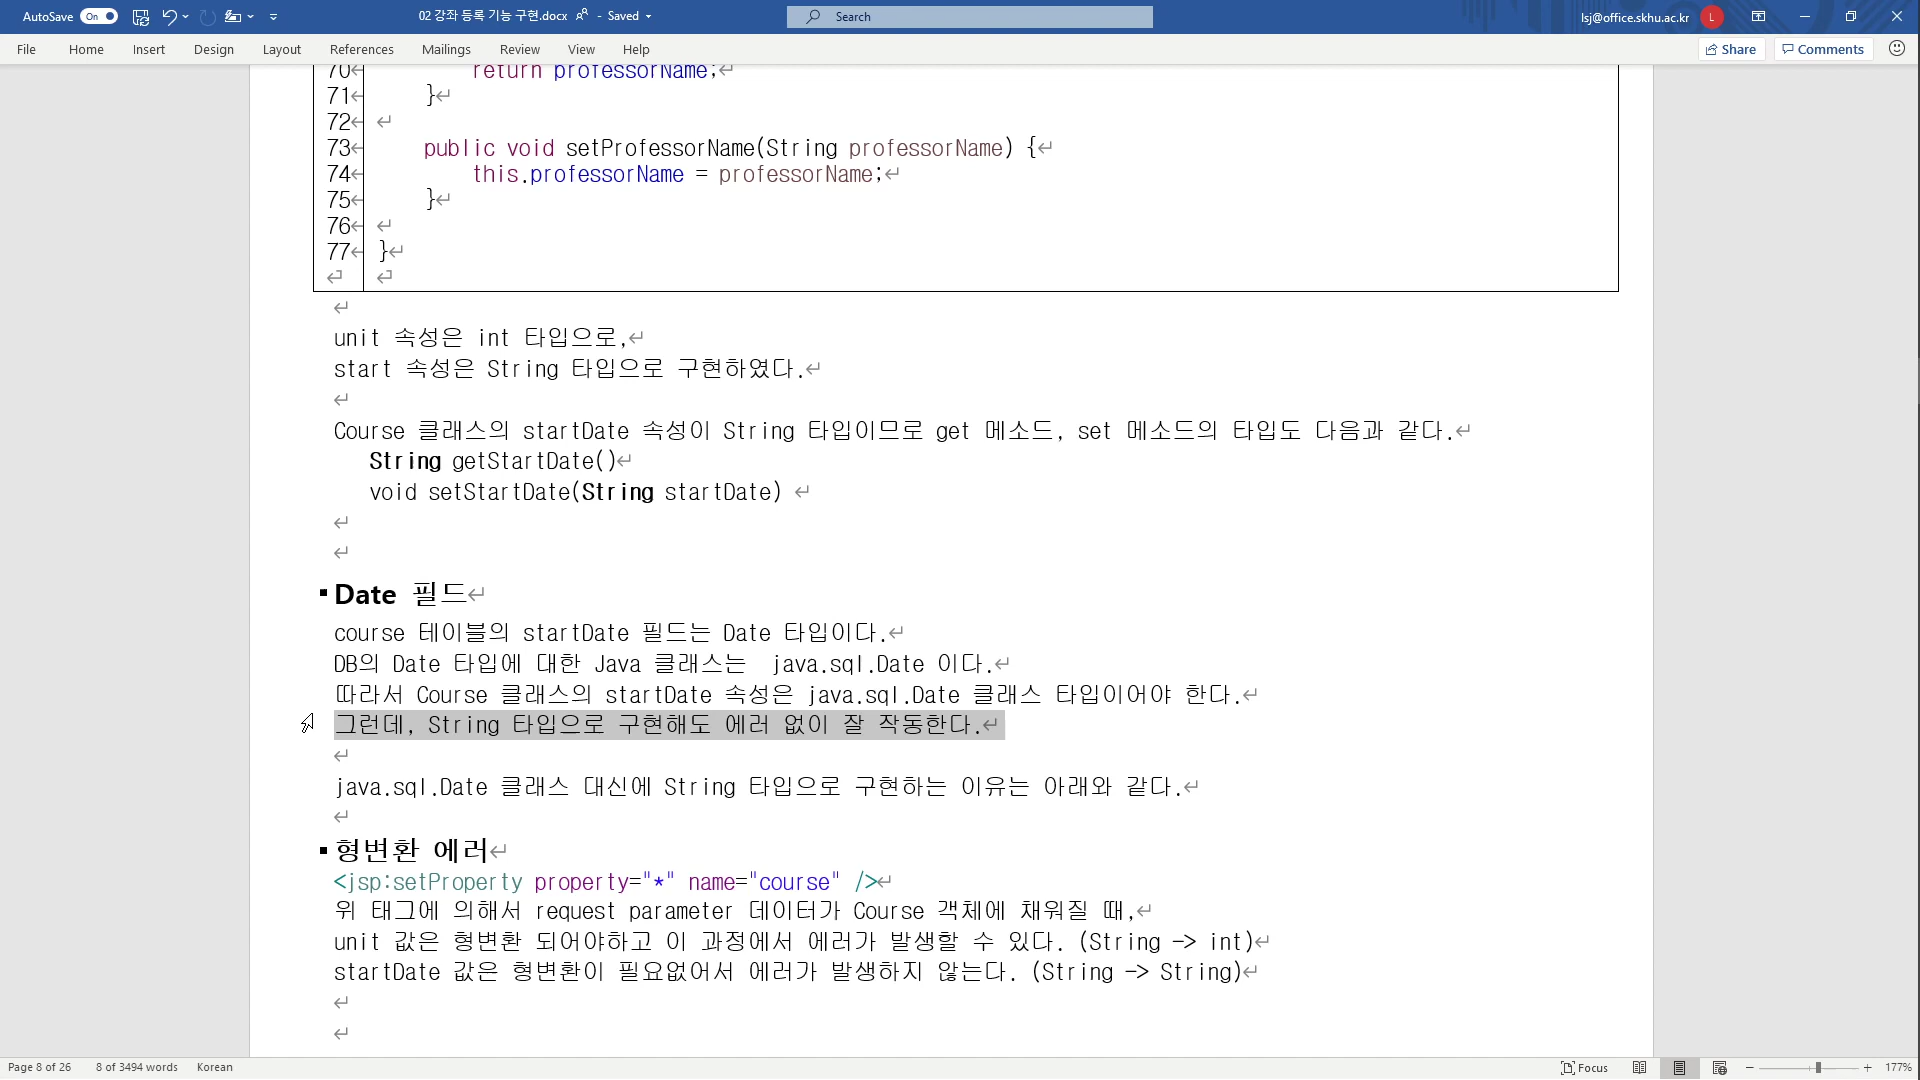 AutoSave On 02 강좌 등록 기능 구현.docx - Saved Search lsj@office.skhu.ac.kr L
File Home Insert Design Layout References Mailings Review View Help Share Comments
70 return professorName;
71 }
72
73 public void setProfessorName(String professorName) {
74 this.professorName = professorName;
75 }
76
77 }
unit 속성은 int 타입으로,
start 속성은 String 타입으로 구현하였다.
Course 클래스의 startDate 속성이 String 타입이므로 get 메소드, set 메소드의 타입도 다음과 같다.
String getStartDate()
void setStartDate(String startDate)
Date 필드
course 테이블의 startDate 필드는 Date 타입이다.
DB의 Date 타입에 대한 Java 클래스는 java.sql.Date 이다.
따라서 Course 클래스의 startDate 속성은 java.sql.Date 클래스 타입이어야 한다.
그런데, String 타입으로 구현해도 에러 없이 잘 작동한다.
java.sql.Date 클래스 대신에 String 타입으로 구현하는 이유는 아래와 같다.
형변환 에러
<jsp:setProperty property="*" name="course" />
위 태그에 의해서 request parameter 데이터가 Course 객체에 채워질 때,
unit 값은 형변환 되어야하고 이 과정에서 에러가 발생할 수 있다. (String -> int)
startDate 값은 형변환이 필요없어서 에러가 발생하지 않는다. (String -> String)
Page 8 of 26 8 of 3494 words Korean Focus 177%